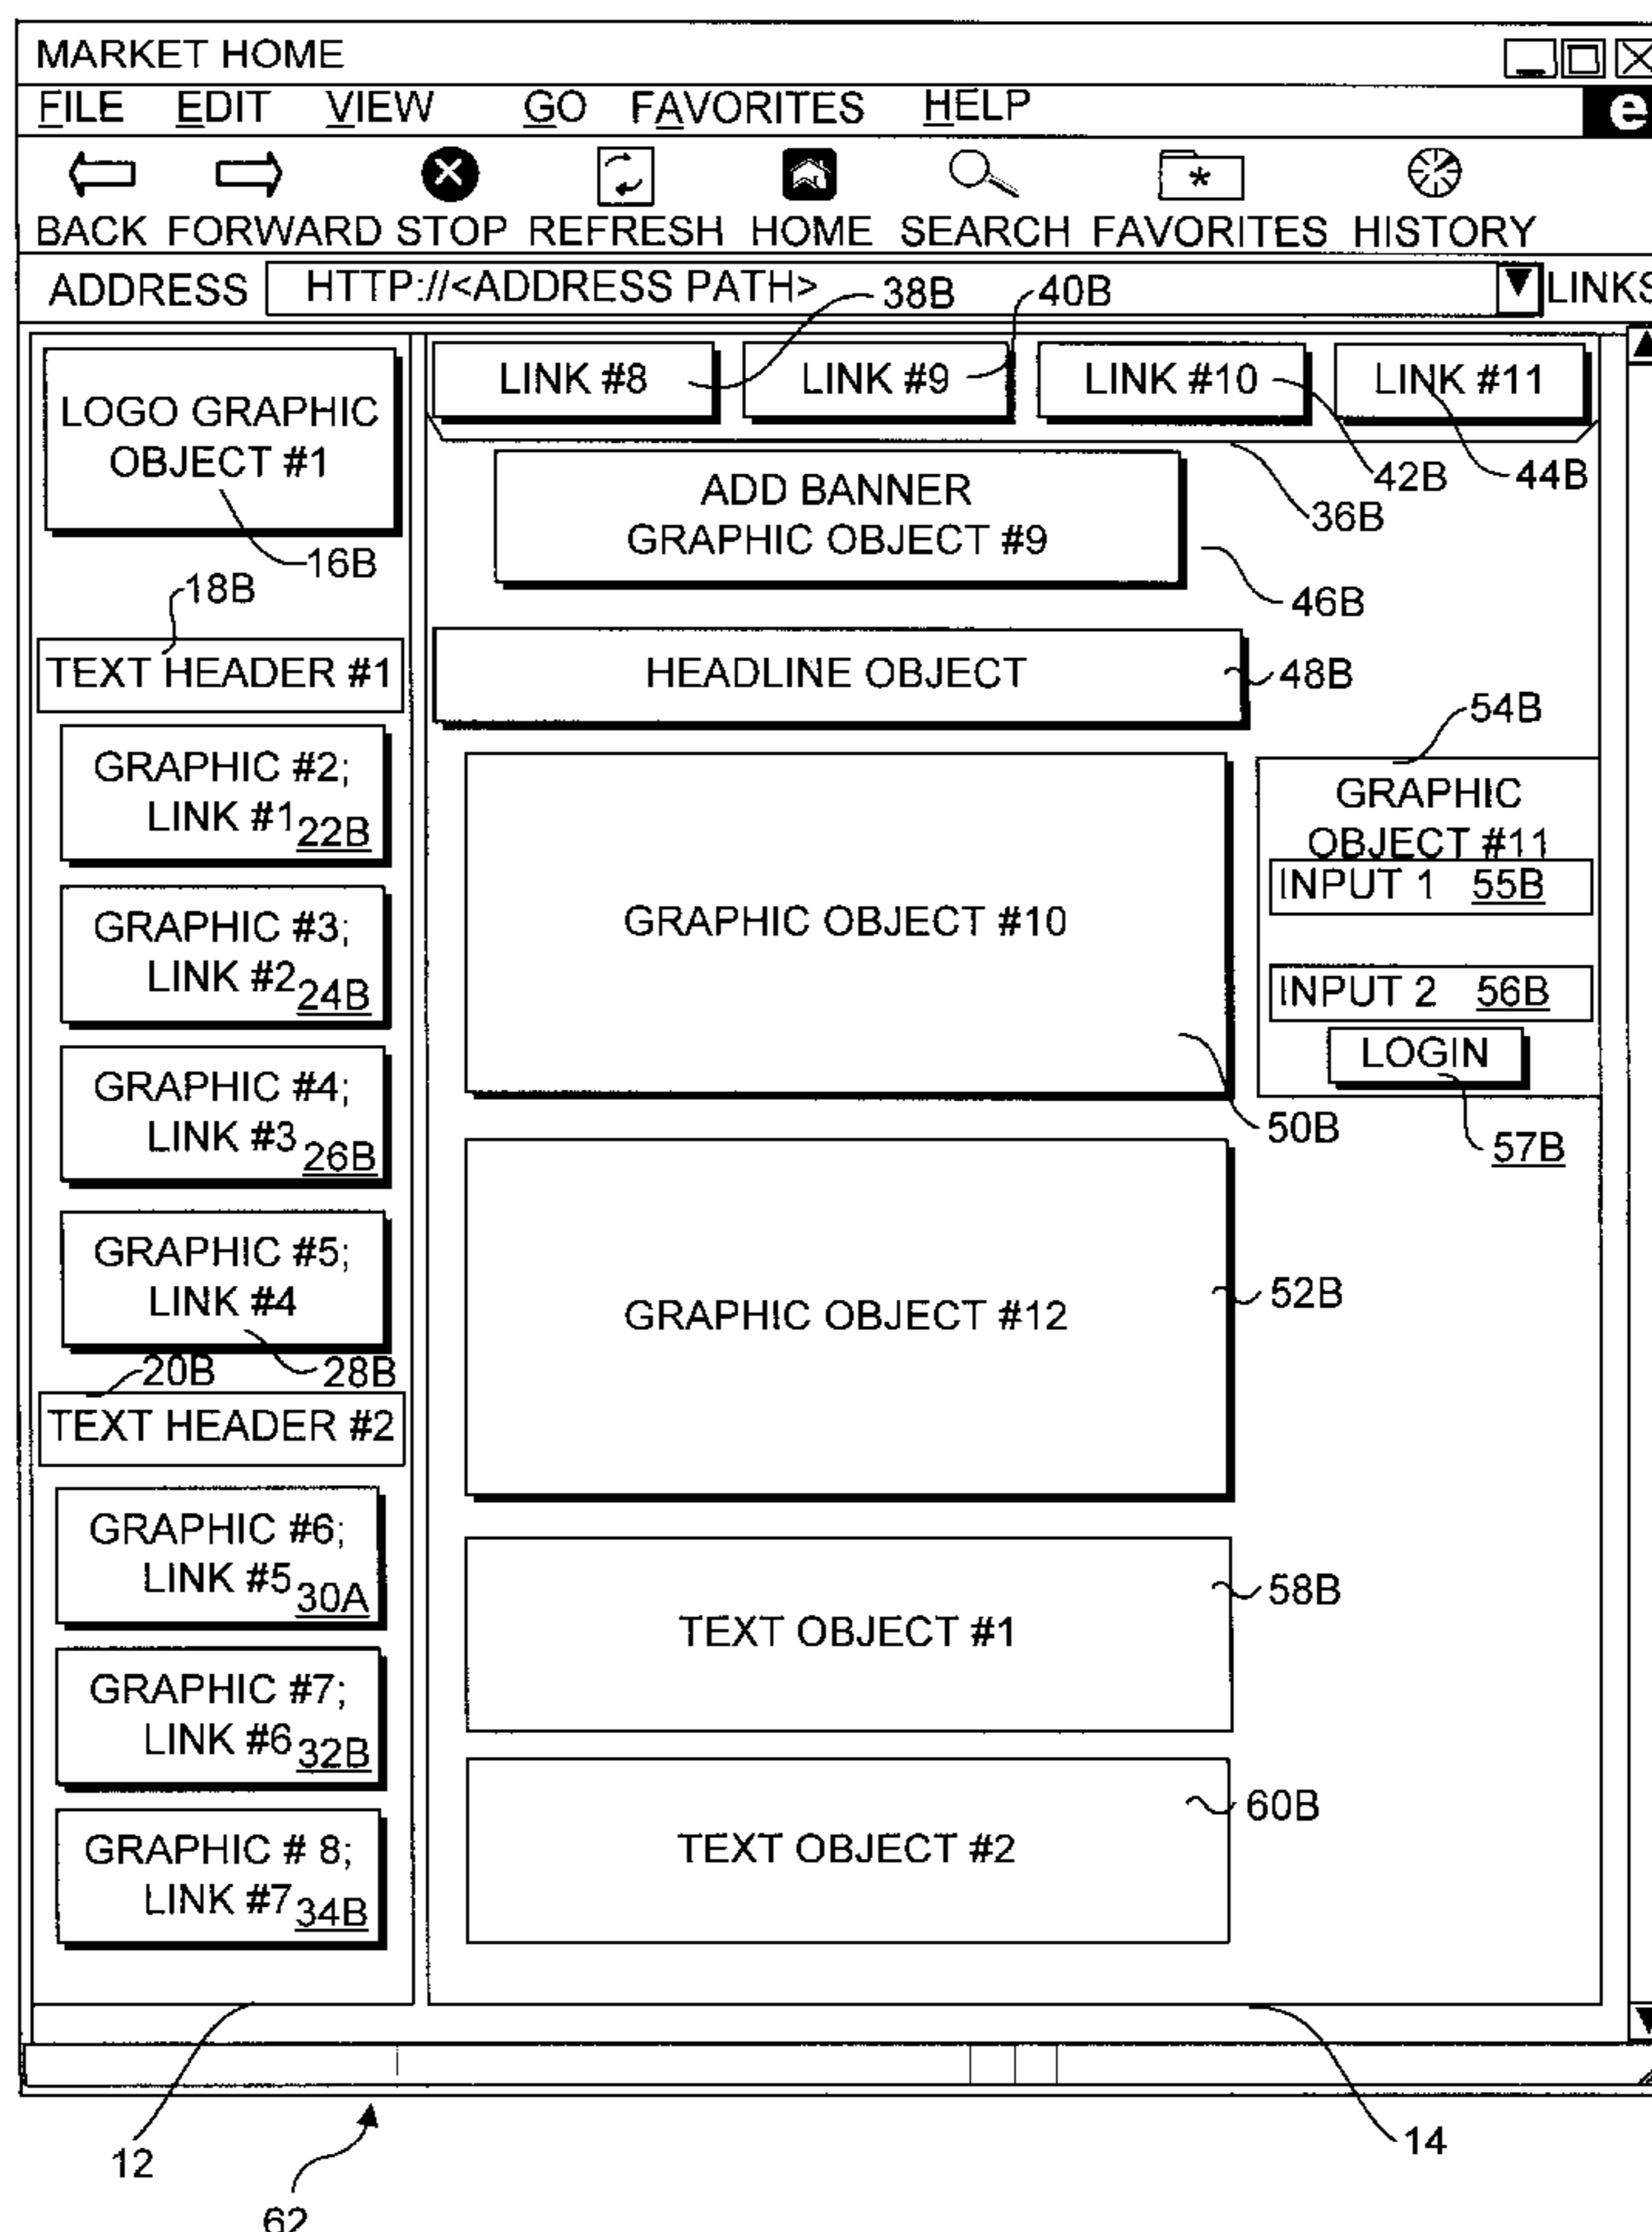 MARKET HOME
FILE EDIT VIEW GO FAVORITES HELP
e
BACK FORWARD STOP REFRESH HOME SEARCH FAVORITES HISTORY
ADDRESS HTTP://<ADDRESS PATH> LINKS
38B 40B
LOGO GRAPHIC
OBJECT #1
16B
18B
TEXT HEADER #1
GRAPHIC #2;
LINK #1 22B
GRAPHIC #3;
LINK #2 24B
GRAPHIC #4;
LINK #3 26B
GRAPHIC #5;
LINK #4
20B 28B
TEXT HEADER #2
GRAPHIC #6;
LINK #5 30A
GRAPHIC #7;
LINK #6 32B
GRAPHIC # 8;
LINK #7 34B
LINK #8 LINK #9 LINK #10 LINK #11
42B 44B
36B
ADD BANNER
GRAPHIC OBJECT #9
46B
HEADLINE OBJECT
48B
54B
GRAPHIC OBJECT #10
50B
GRAPHIC
OBJECT #11
INPUT 1 55B
INPUT 2 56B
LOGIN
57B
GRAPHIC OBJECT #12
52B
TEXT OBJECT #1
58B
TEXT OBJECT #2
60B
12
14
62